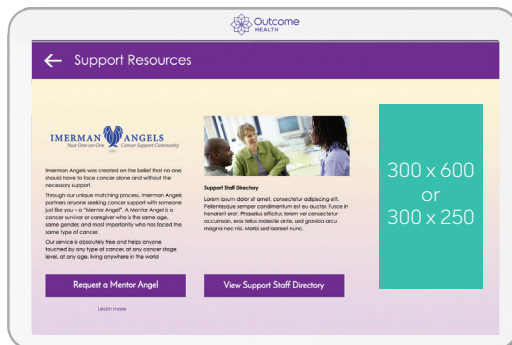 Outcome
HEALTH
Support Resources
IMERMAN ANGELS
Your One-on-One Cancer Support Community
Imerman Angels was created on the belief that no one
should have to face cancer alone and without the
necessary support.
Through our unique matching process, Imerman Angels
partners anyone seeking cancer support with someone
just like you – a "Mentor Angel". A Mentor Angel is a
cancer survivor or caregiver who is the same age,
same gender, and most importantly who has faced the
same type of cancer.
Our service is absolutely free and helps anyone
touched by any type of cancer, at any cancer stage
level, at any age, living anywhere in the world
Request a Mentor Angel
Learn more
Support Staff Directory
Lorem ipsum dolor sit amet, consectetur adipiscing elit.
Pellentesque semper condimentum est eu auctor. Fusce in
hendrerit erat. Phasellus efficitur, lorem vel consectetur
accumsan, eros tellus molestie ante, sed gravida arcu
magna nec nisi. Morbi sed laoreet nunc.
View Support Staff Directory
300 x 600
or
300 x 250